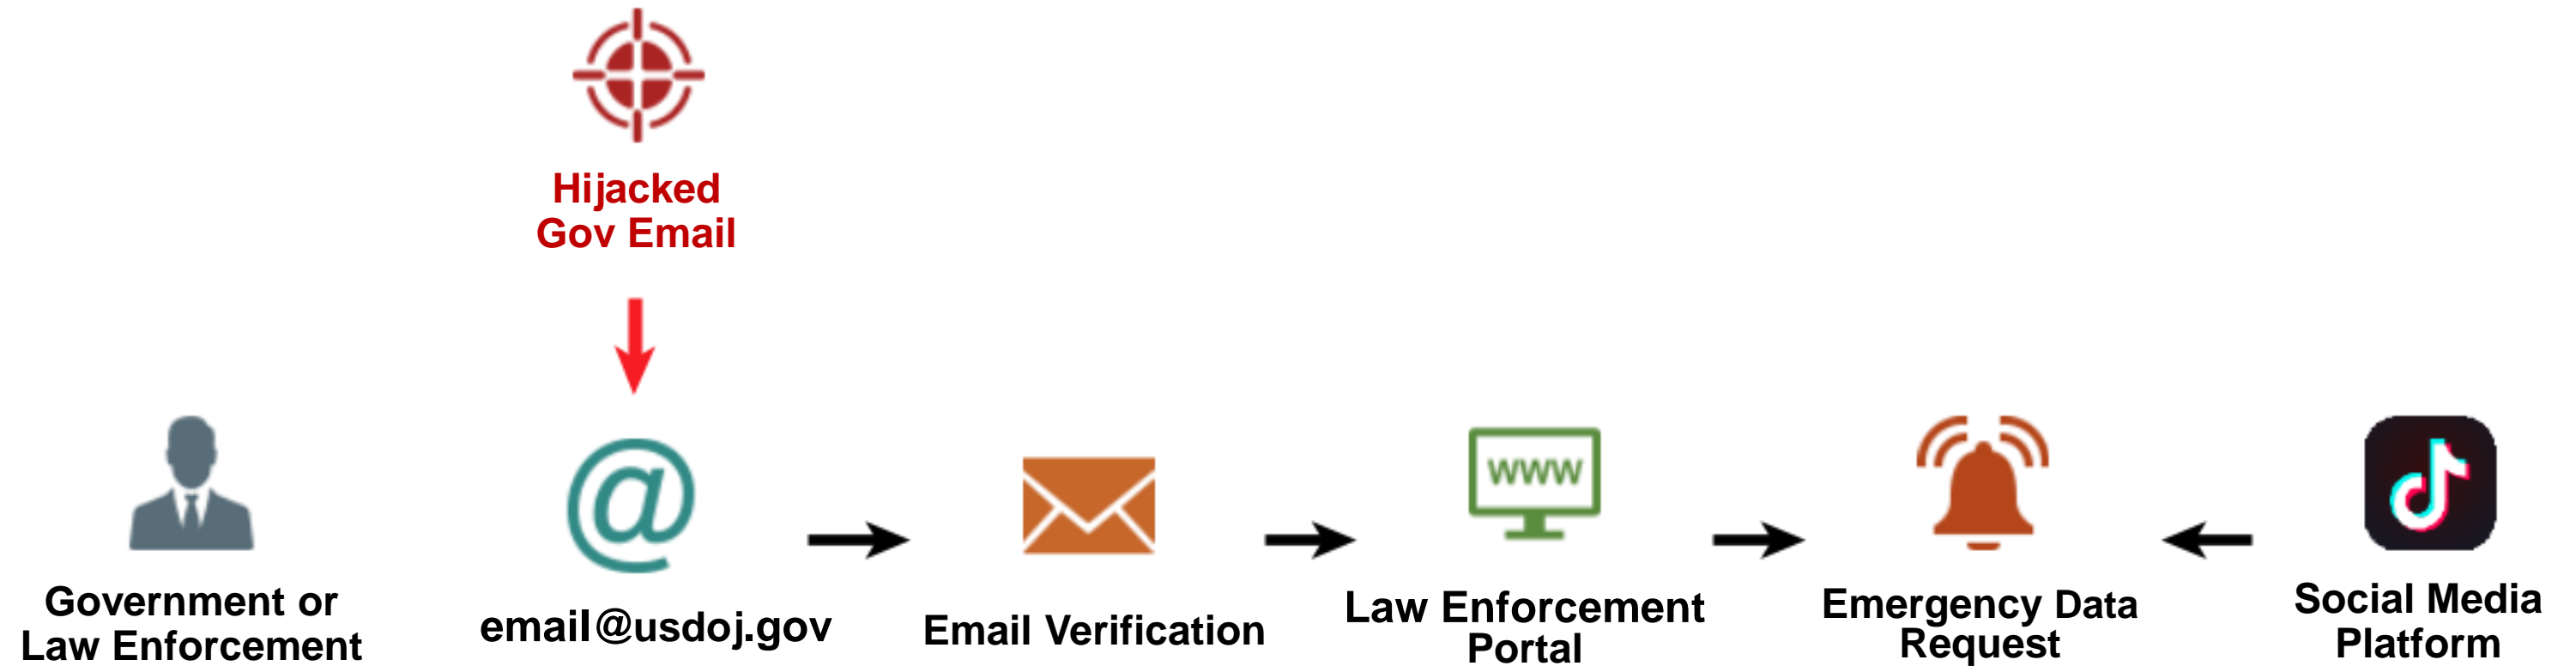 Hijacked
Gov Email
@
www
Government or
Law Enforcement
email@usdoj.gov
Email Verification
Law Enforcement
Portal
Emergency Data
Request
Social Media
Platform